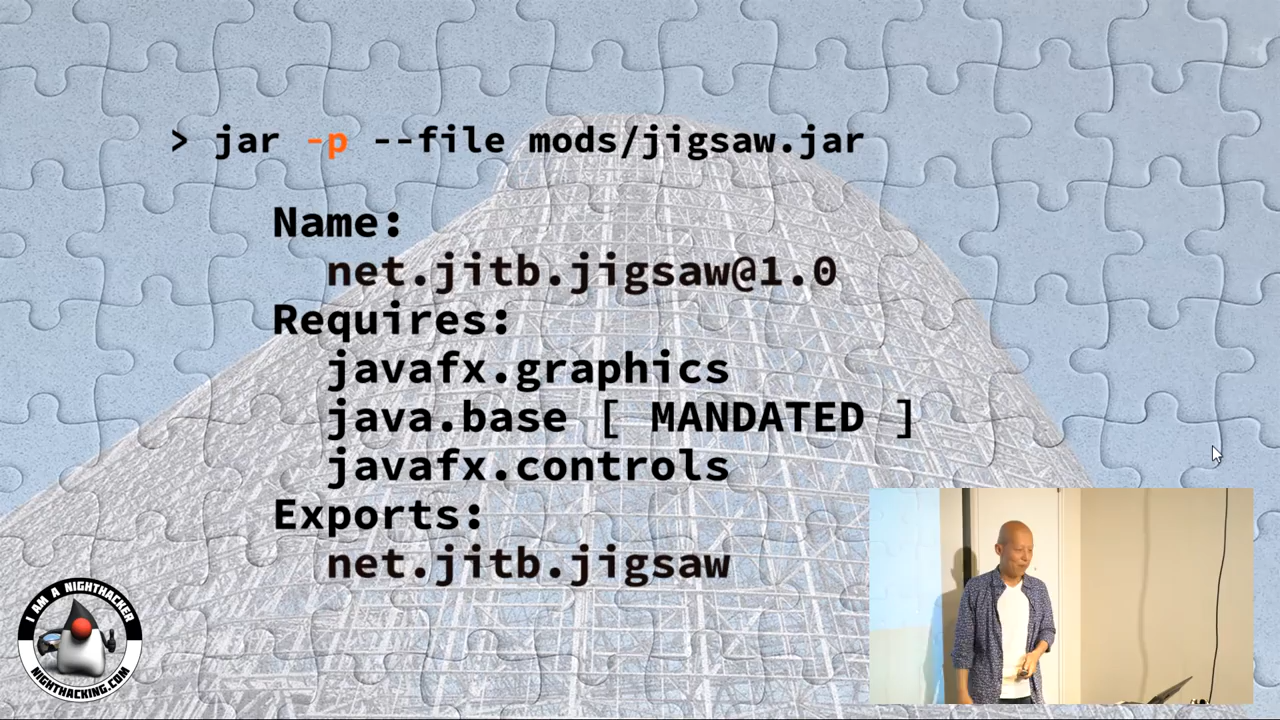 > jar -p --file mods/jigsaw.jar
Name:
net.jitb.jigsaw@1.0
Requires:
javafx.graphics
java.base [ MANDATED ]
javafx.controls
Exports:
net.jitb.jigsaw
I AM A NIGHTHACKER
NIGHTHACKING.COM